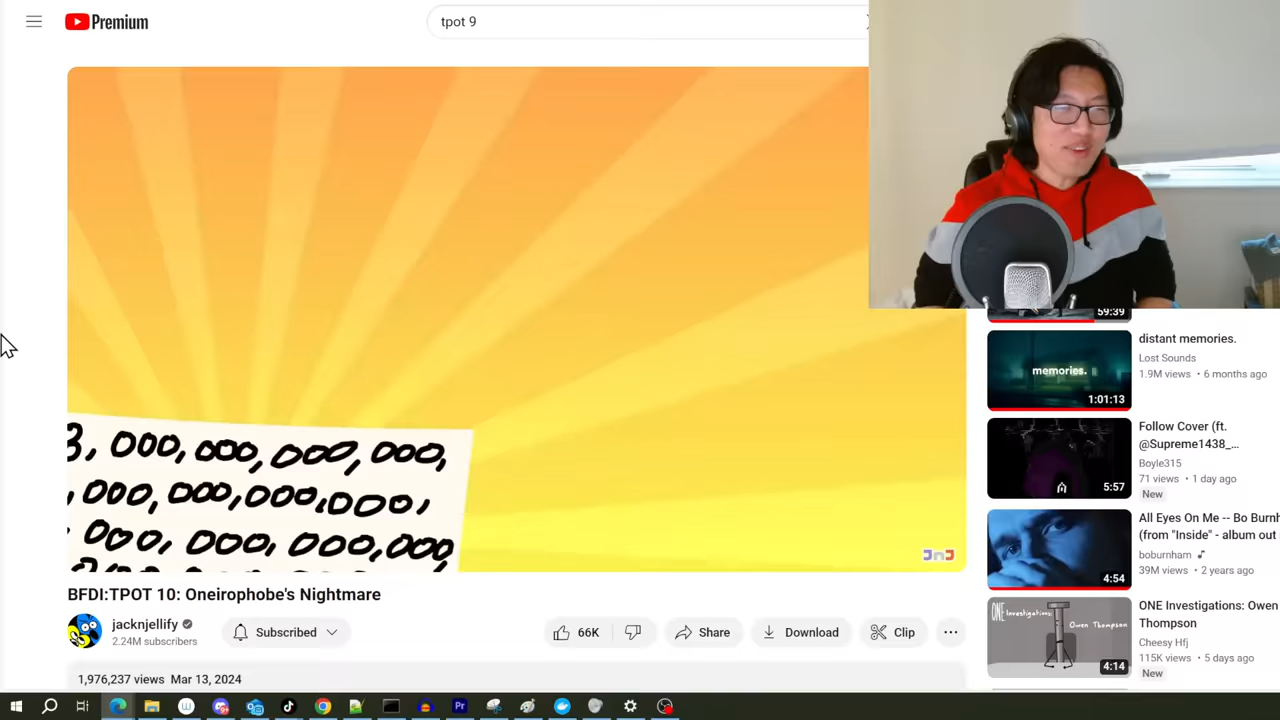 Premium
tpot 9
3, 000, 000, 000, 000,
, 000, 000, 000, 000,
000, 000, 000, 000
BFDI:TPOT 10: Oneirophobe's Nightmare
jacknjellify
2.24M subscribers
Subscribed
66K
Share
Download
Clip
1,976,237 views Mar 13, 2024
59:39
memories.
1:01:13
distant memories.
Lost Sounds
1.9M views • 6 months ago
5:57
Follow Cover (ft.
@Supreme1438_...
Boyle315
71 views • 1 day ago
New
4:54
All Eyes On Me -- Bo Burnh
(from "Inside" - album out
boburnham
39M views • 2 years ago
ONE Investigations
Owen Thompson
4:14
ONE Investigations: Owen
Thompson
Cheesy Hfj
115K views • 5 days ago
New